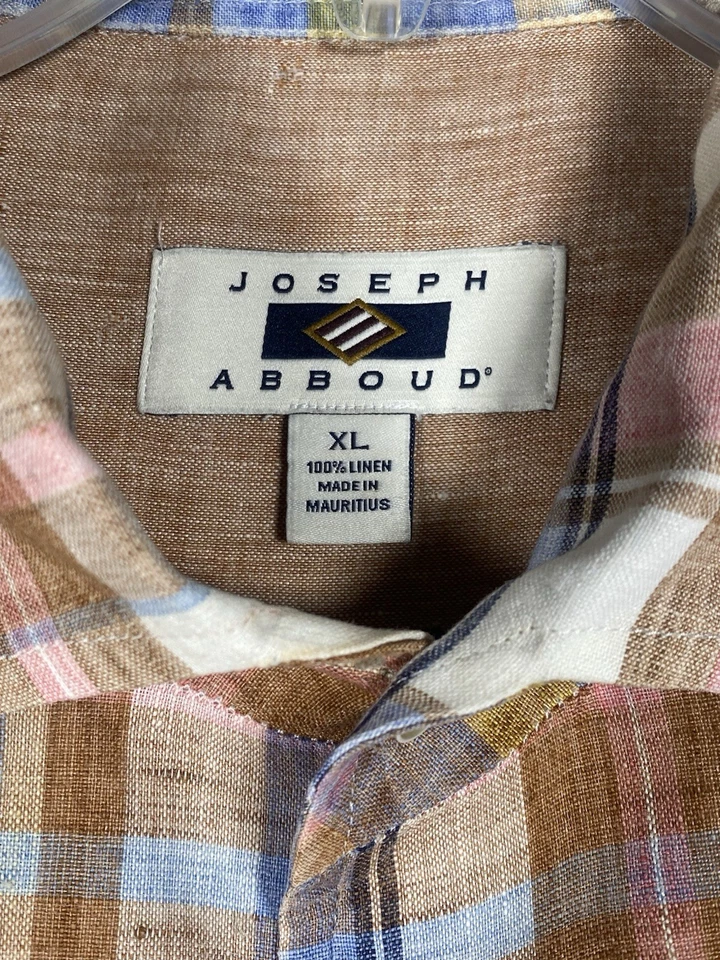 JOSEPH
ABBOUD®
XL
100% LINEN
MADE IN
MAURITIUS